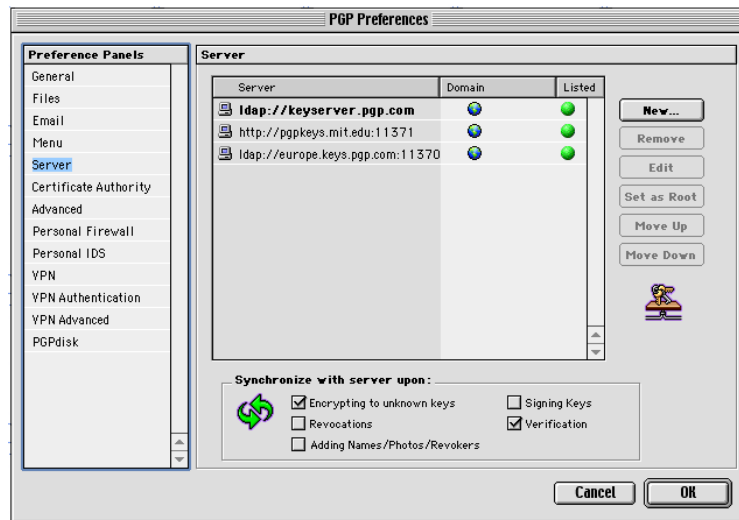 PGP Preferences
Preference Panels
General
Files
Email
Menu
Server
Certificate Authority
Advanced
Personal Firewall
Personal IDS
VPN
VPN Authentication
VPN Advanced
PGPdisk
Server
Server Domain Listed
ldap://keyserver.pgp.com
http://pgpkeys.mit.edu:11371
ldap://europe.keys.pgp.com:11370
New...
Remove
Edit
Set as Root
Move Up
Move Down
Synchronize with server upon:
Encrypting to unknown keys
Signing Keys
Revocations
Verification
Adding Names/Photos/Revokers
Cancel
OK